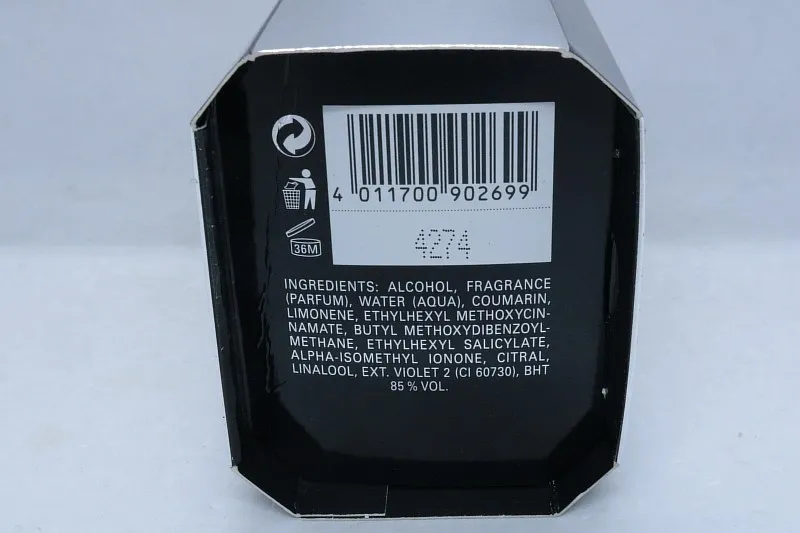 4 011700 902699
4274
36M
INGREDIENTS: ALCOHOL, FRAGRANCE
(PARFUM), WATER (AQUA), COUMARIN,
LIMONENE, ETHYLHEXYL METHOXYCIN-
NAMATE, BUTYL METHOXYDIBENZOYL-
METHANE, ETHYLHEXYL SALICYLATE,
ALPHA-ISOMETHYL IONONE, CITRAL,
LINALOOL, EXT. VIOLET 2 (CI 60730), BHT
85 % VOL.